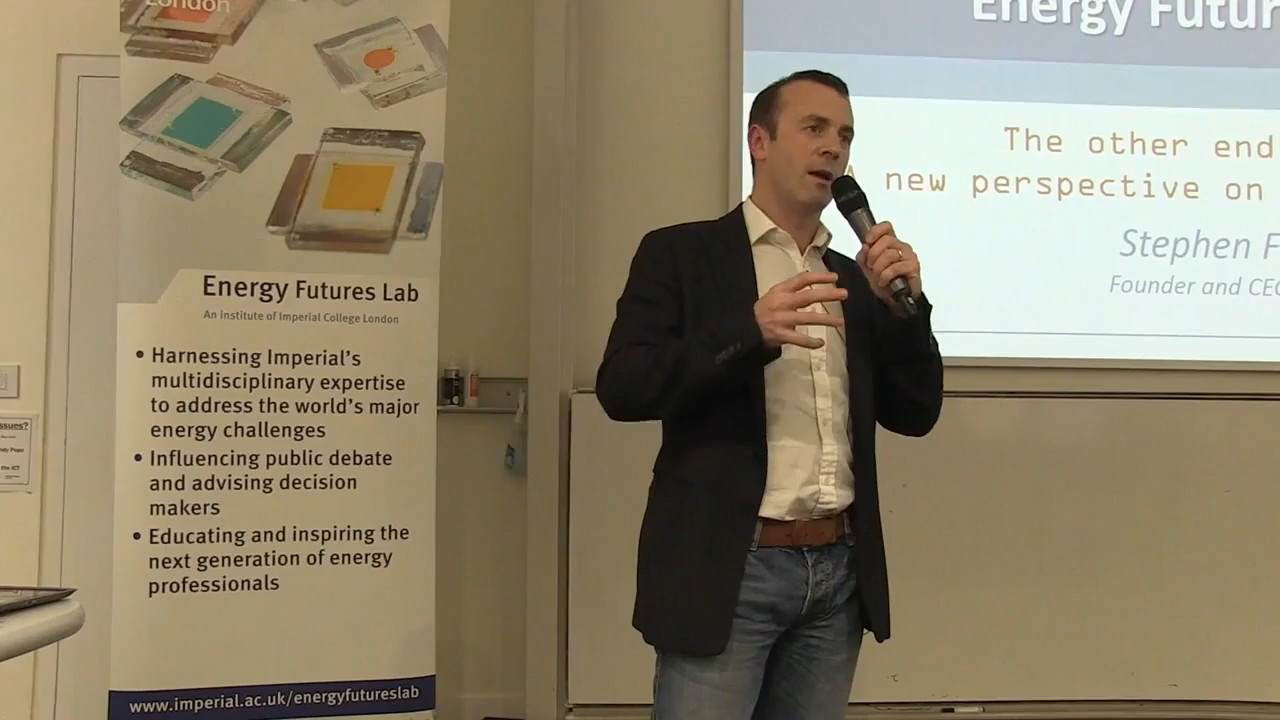 London
Energy Futures Lab
An institute of Imperial College London
• Harnessing Imperial's
multidisciplinary expertise
to address the world's major
energy challenges
• Influencing public debate
and advising decision
makers
• Educating and inspiring the
next generation of energy
professionals
www.imperial.ac.uk/energyfutureslab
Energy Futur
The other end
A new perspective on
Stephen F
Founder and CEO
ssues?